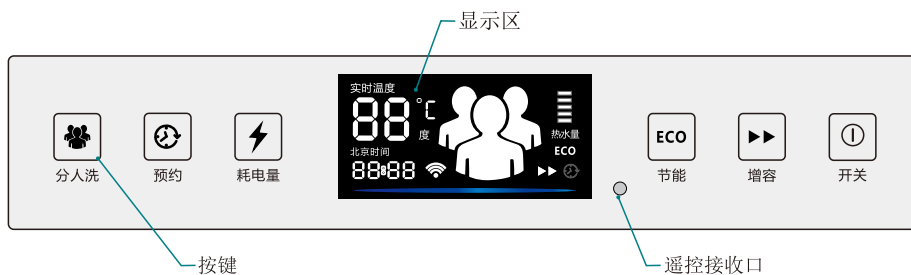 显示区
实时温度
88℃
度
热水量
ECO
北京时间
88:88
ECO
分人洗
预约
耗电量
节能
增容
开关
按键
遥控接收口